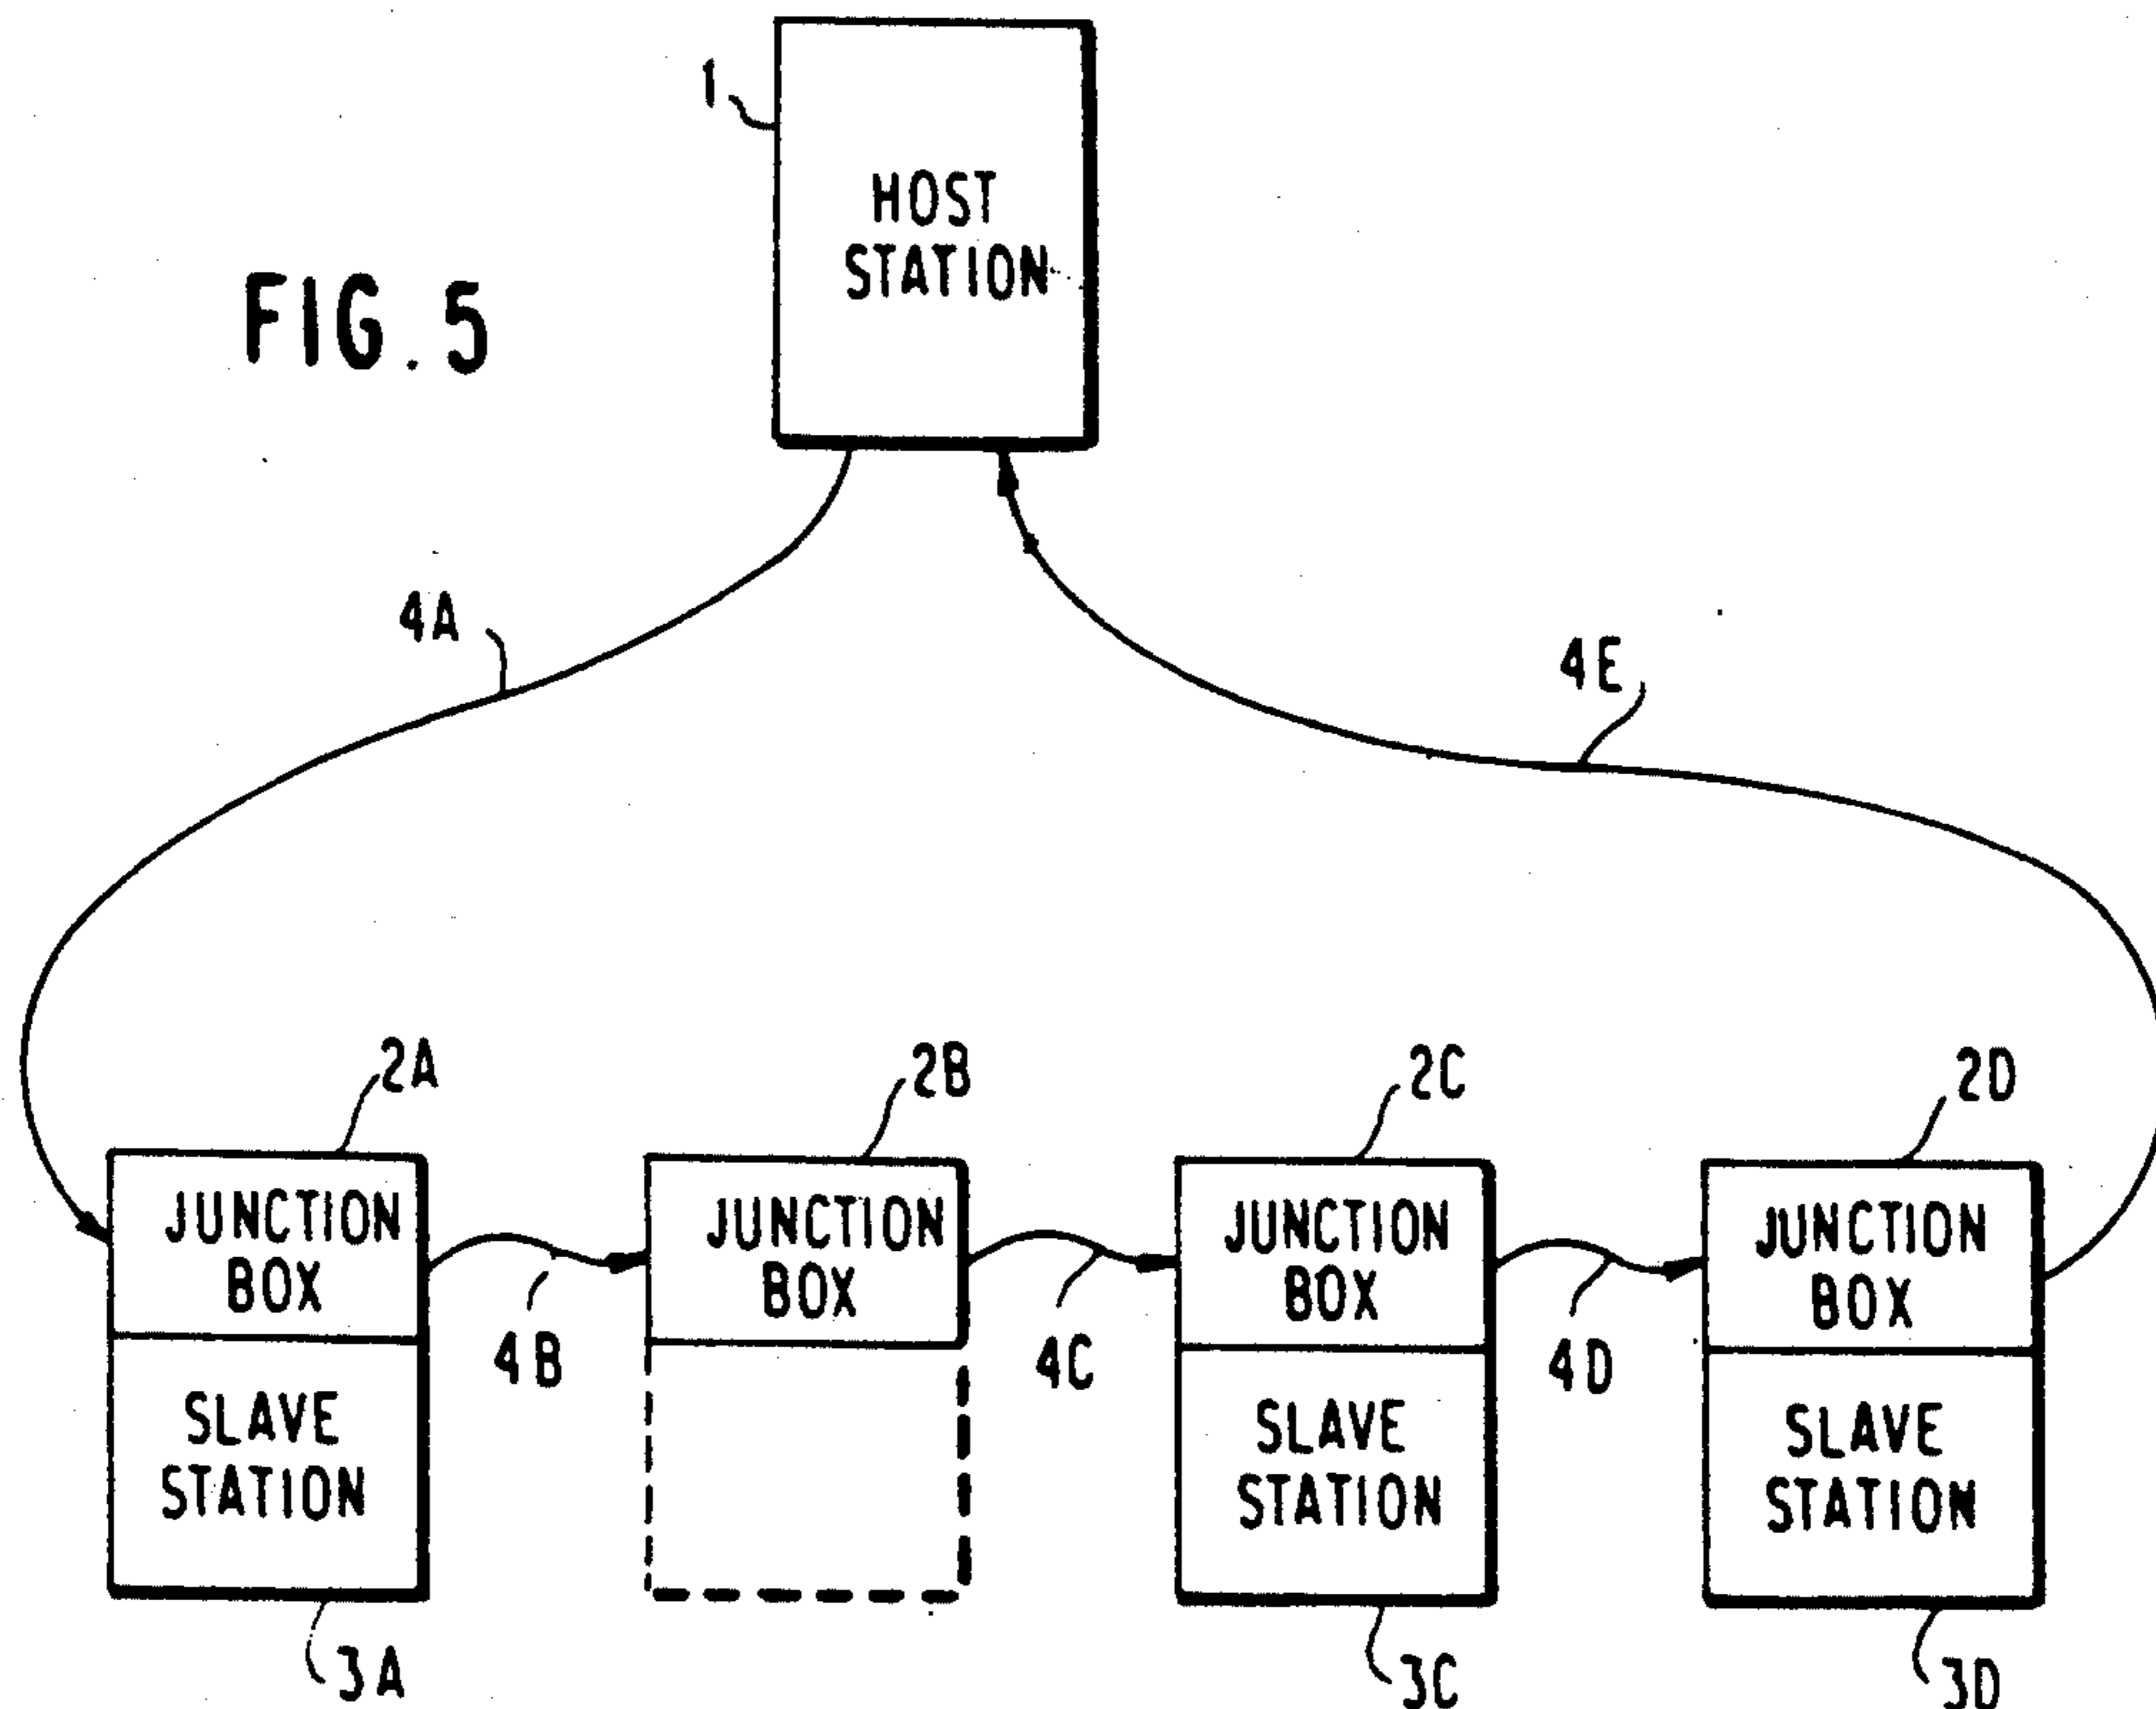 1
HOST
STATION
FIG. 5
4A
4E
2A
2B
2C
2D
JUNCTION
BOX
JUNCTION
BOX
JUNCTION
BOX
JUNCTION
BOX
4B
4C
4D
SLAVE
STATION
SLAVE
STATION
SLAVE
STATION
3A
3C
3D